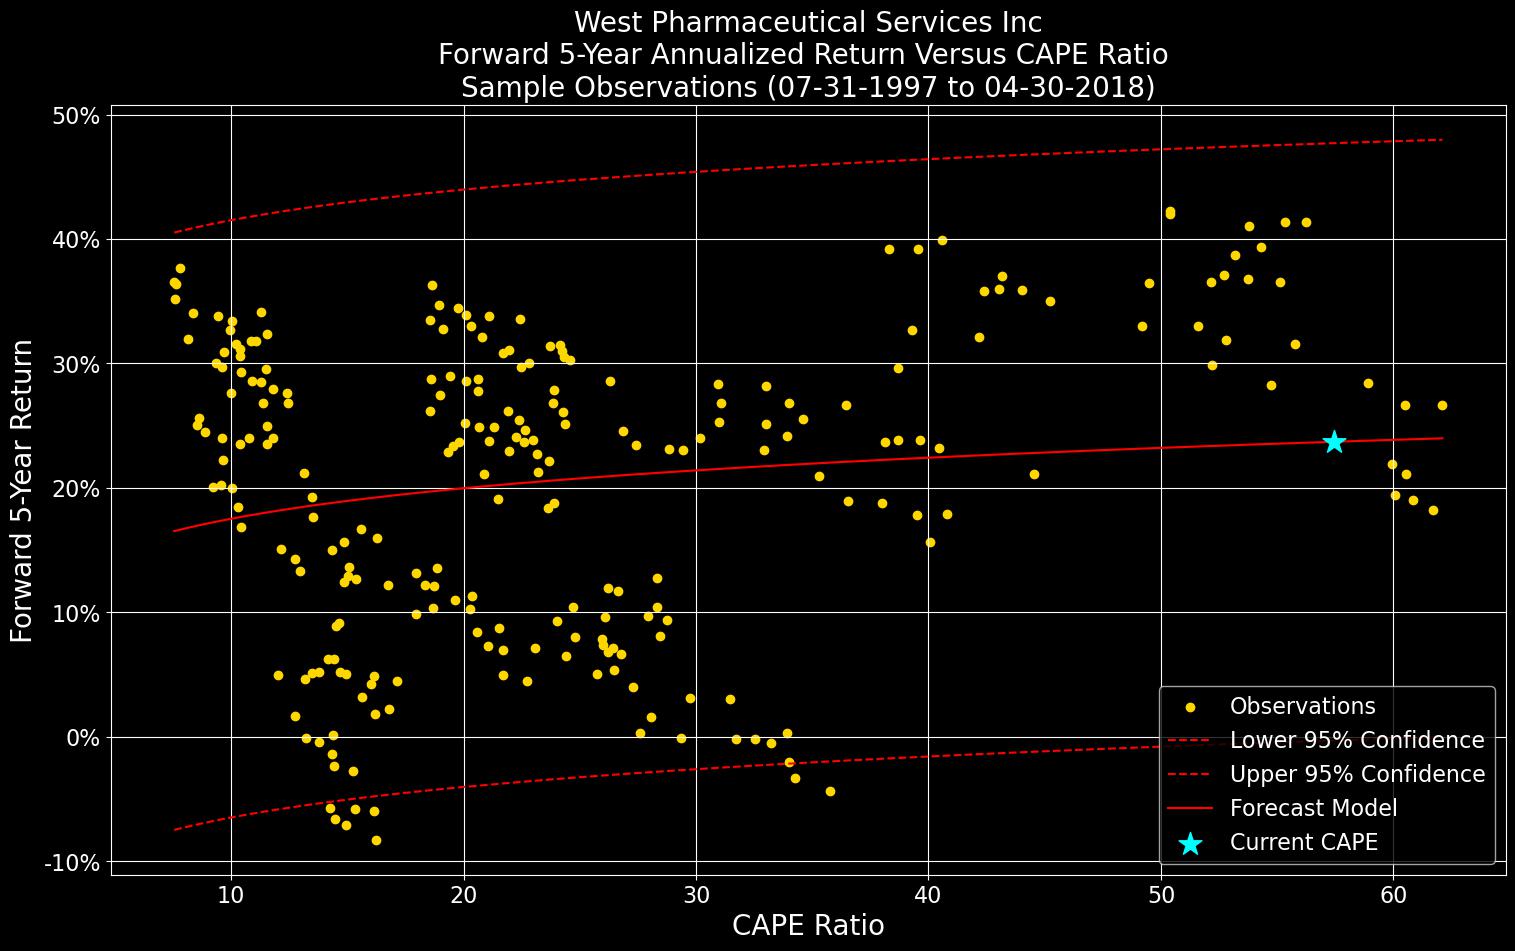 West Pharmaceutical Services Inc
Forward 5-Year Annualized Return Versus CAPE Ratio
Sample Observations (07-31-1997 to 04-30-2018)
Forward 5-Year Return
50%
40%
30%
20%
10%
0%
-10%
Observations
Lower 95% Confidence
Upper 95% Confidence
Forecast Model
Current CAPE
10 20 30 40 50 60
CAPE Ratio